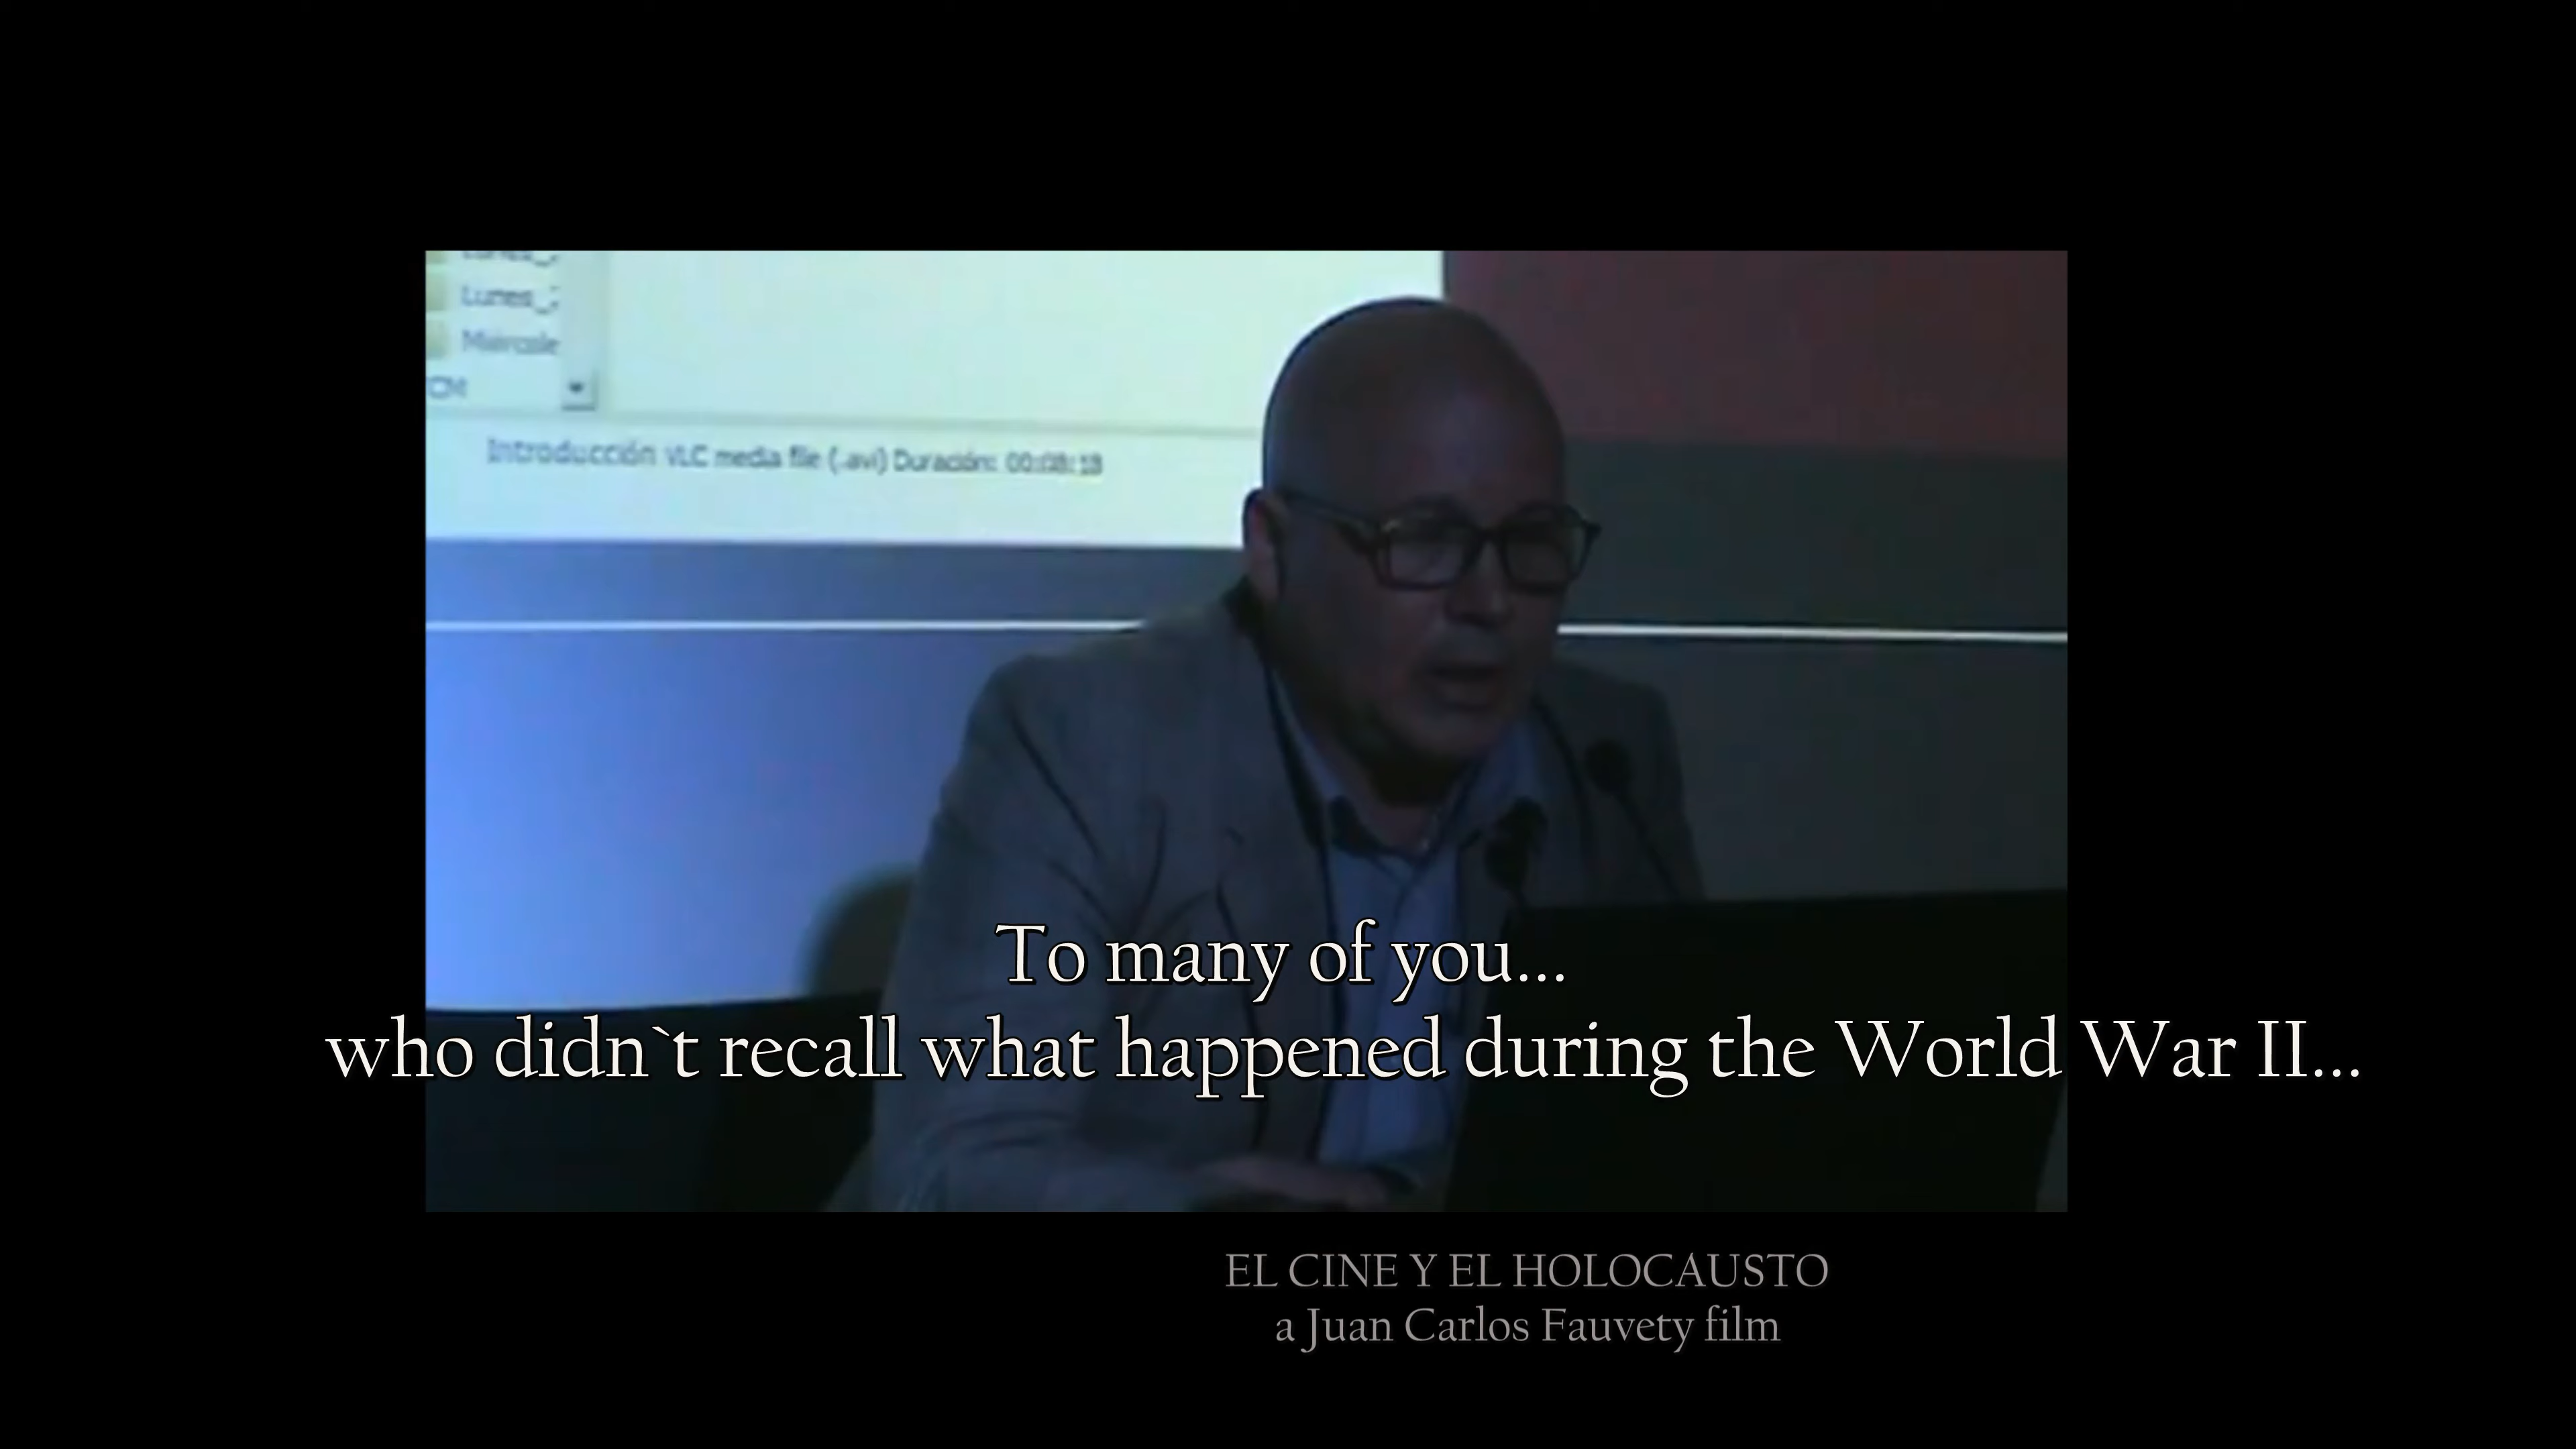 Lunes_
Introducción VLC media file (.avi) Duración: 00:08:18
To many of you...
who didn`t recall what happened during the World War II...
EL CINE Y EL HOLOCAUSTO
a Juan Carlos Fauvety film